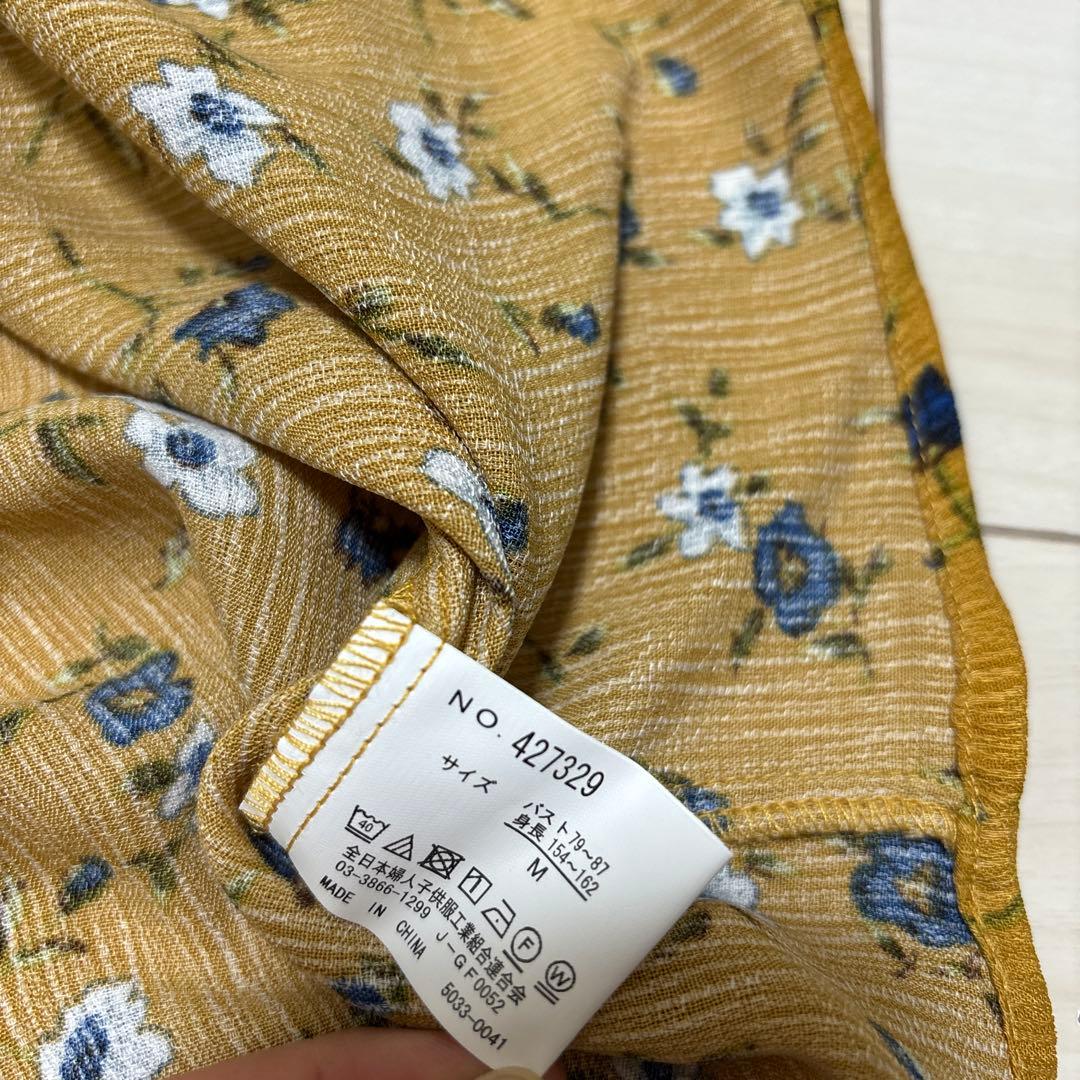 NO. 427329
サイズ
バスト79~87
身長154~162
M
40
F W
全日本婦人子供服工業組合連合会
03-3866-1299 J-GF0052
MADE IN CHINA 5033-0041